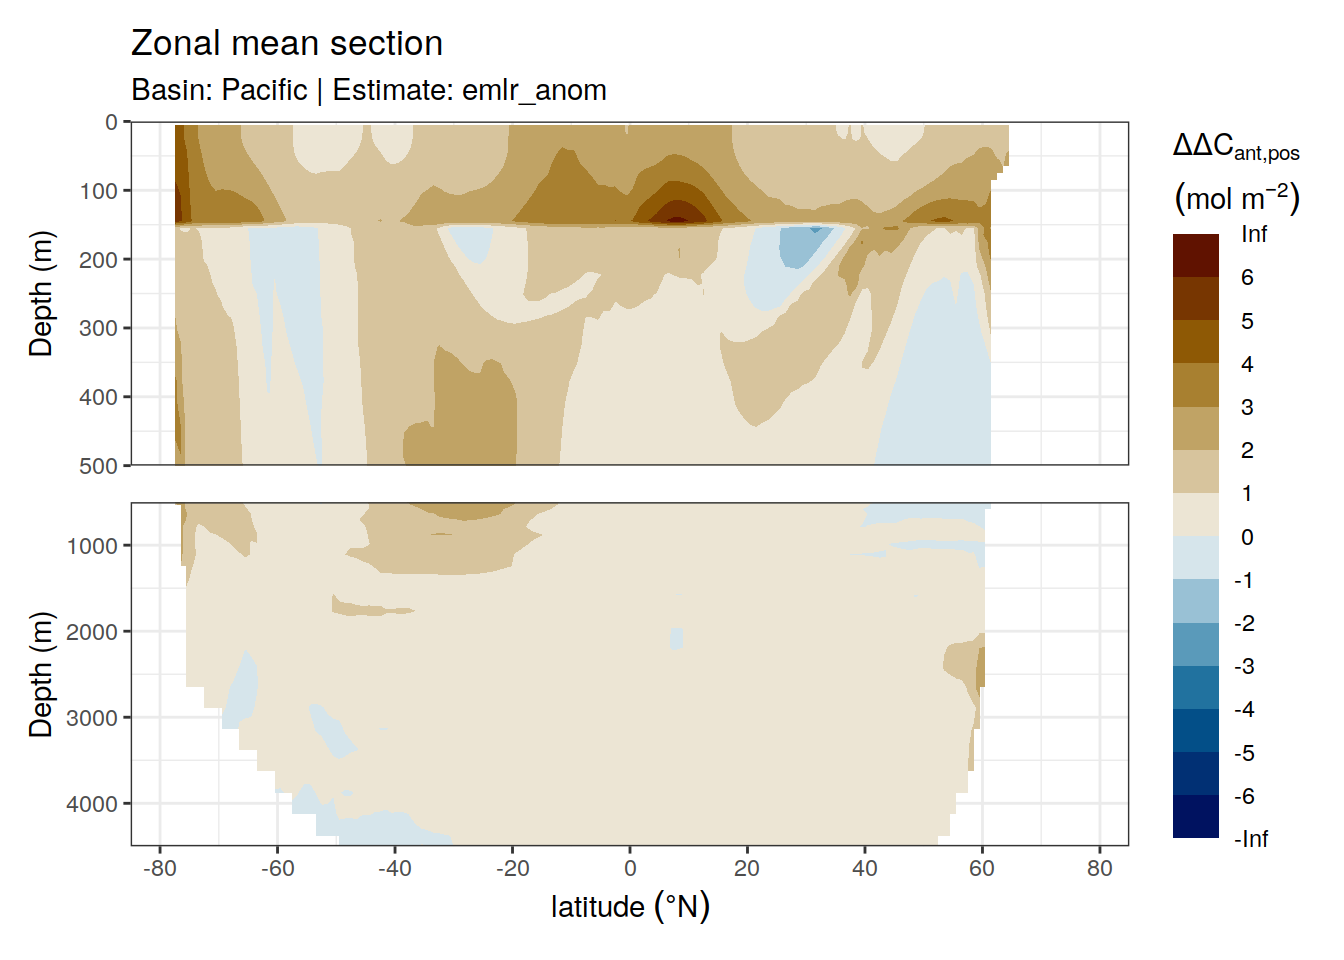 Zonal mean section
Basin: Pacific | Estimate: emlr_anom
0
100
200
300
400
500
Depth (m)
1000
2000
3000
4000
Depth (m)
-80 -60 -40 -20 0 20 40 60 80
latitude (°N)
ΔΔC_ant,pos
(mol m⁻²)
Inf
6
5
4
3
2
1
0
-1
-2
-3
-4
-5
-6
-Inf